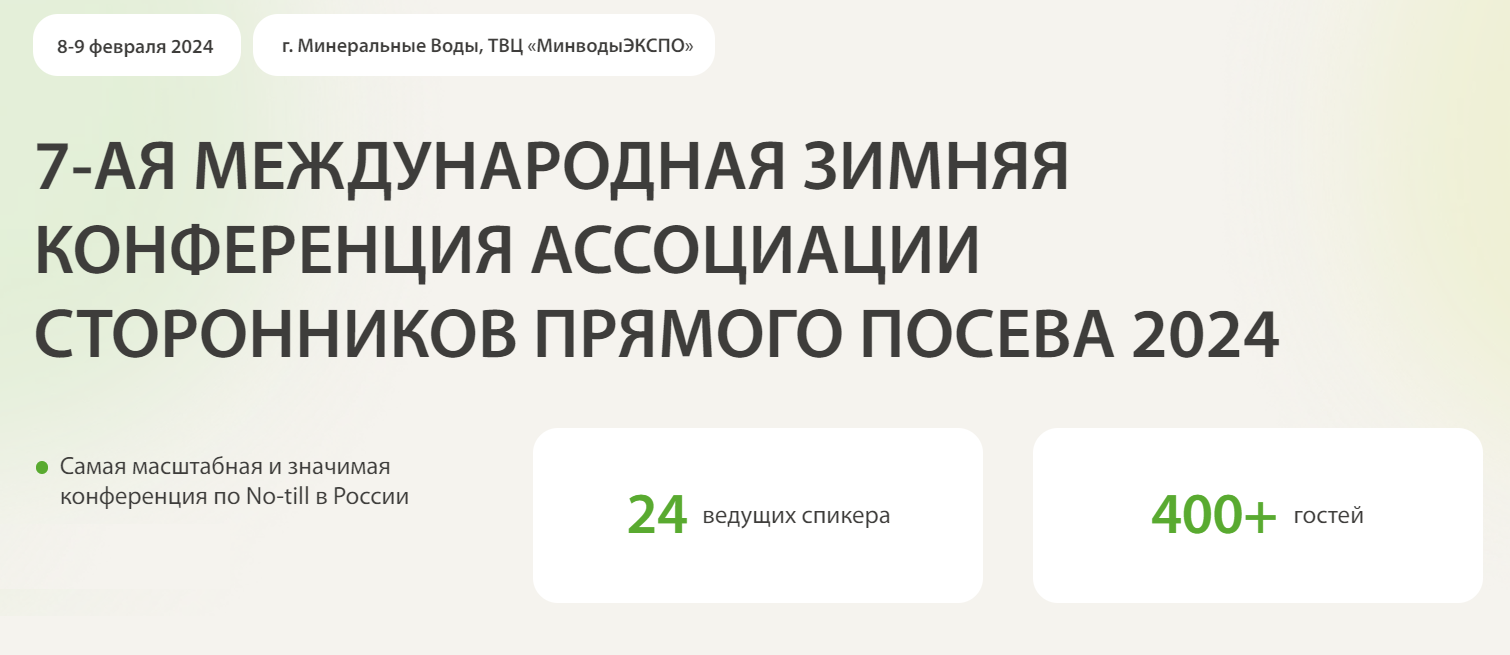 8-9 февраля 2024
г. Минеральные Воды, ТВЦ «МинводыЭКСПО»
7-АЯ МЕЖДУНАРОДНАЯ ЗИМНЯЯ
КОНФЕРЕНЦИЯ АССОЦИАЦИИ
СТОРОННИКОВ ПРЯМОГО ПОСЕВА 2024
Самая масштабная и значимая
конференция по No-till в России
24 ведущих спикера
400+ гостей